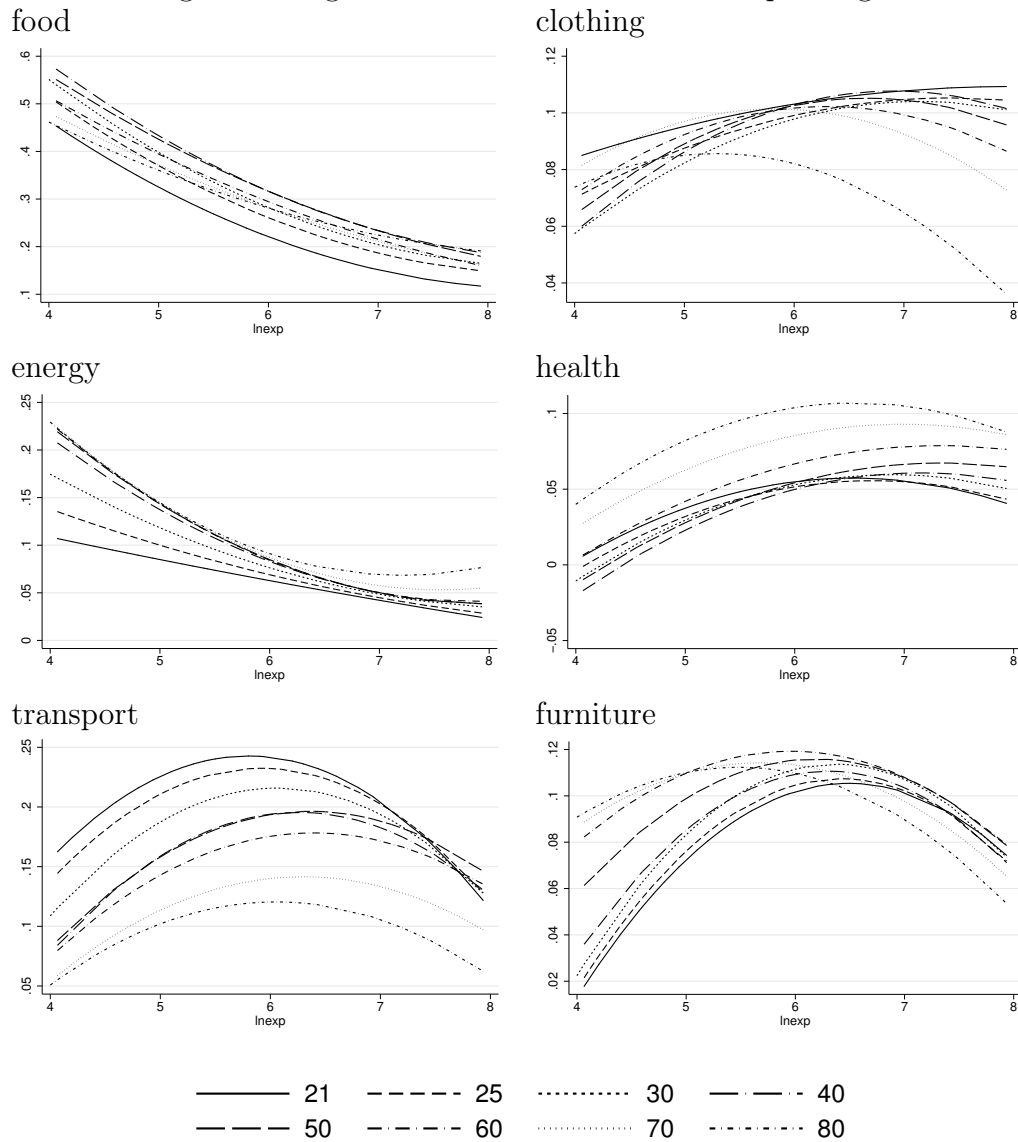 food
clothing
.6
.5
.4
.3
.2
.1
4 5 6 7 8
lnexp
.12
.1
.08
.06
.04
4 5 6 7 8
lnexp
energy
health
.25
.2
.15
.1
.05
0
4 5 6 7 8
lnexp
.1
.05
0
-.05
4 5 6 7 8
lnexp
transport
furniture
.25
.2
.15
.1
.05
4 5 6 7 8
lnexp
.12
.1
.08
.06
.04
.02
4 5 6 7 8
lnexp
21 25 30 40
50 60 70 80